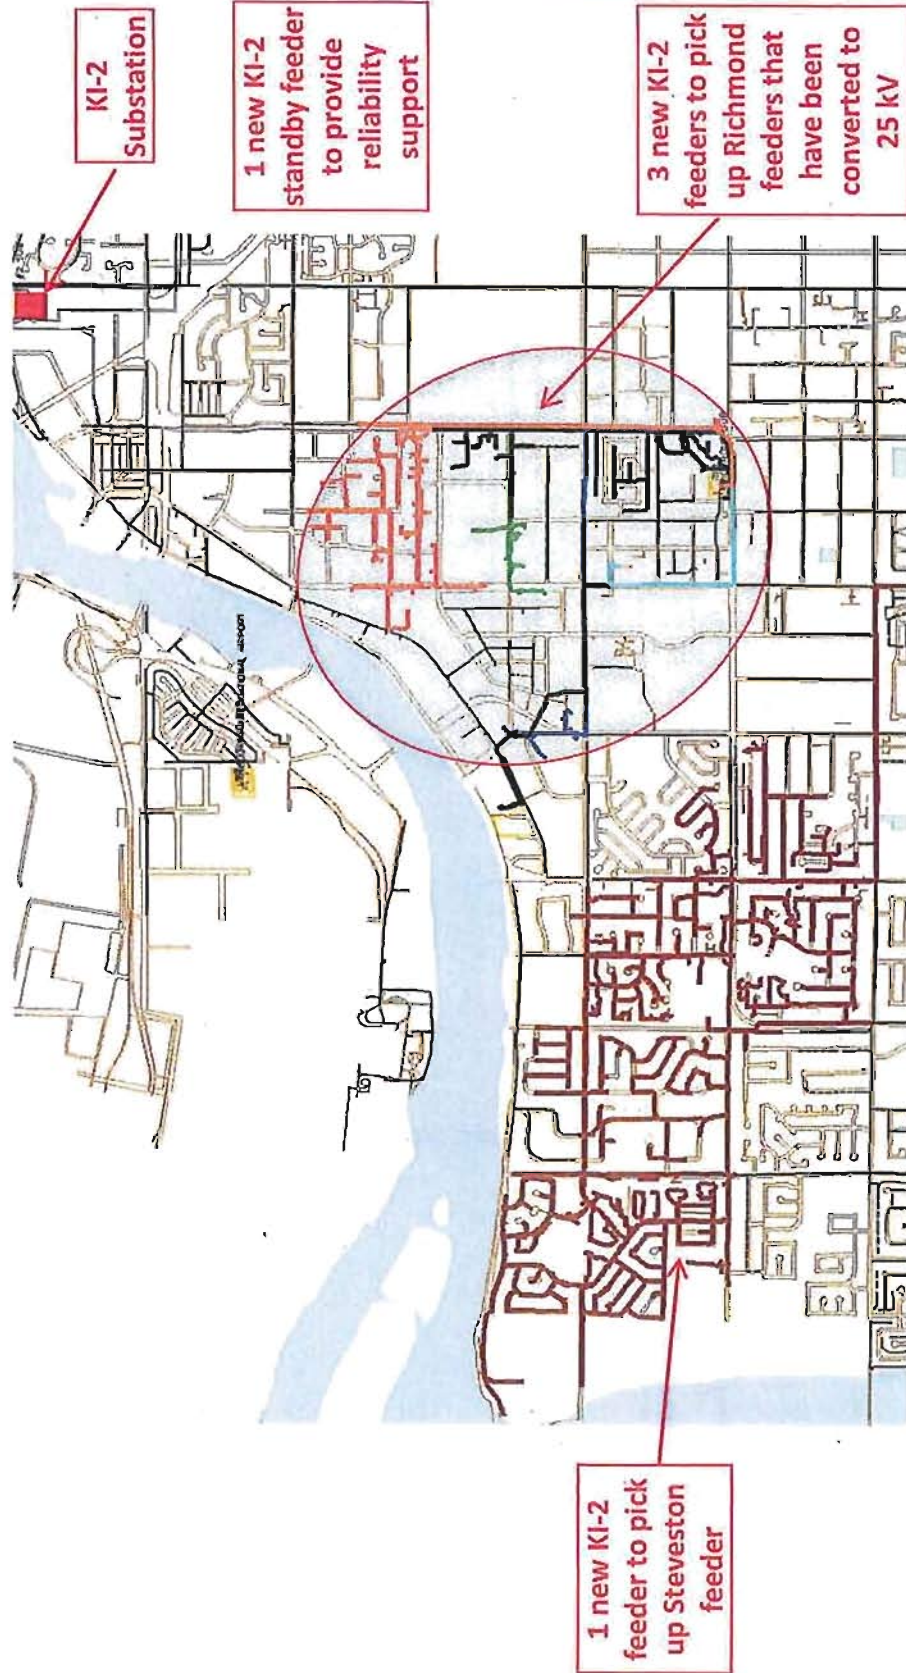 KI-2
Substation
1 new KI-2
standby feeder
to provide
reliability
support
3 new KI-2
feeders to pick
up Richmond
feeders that
have been
converted to
25 kV
1 new KI-2
feeder to pick
up Steveston
feeder